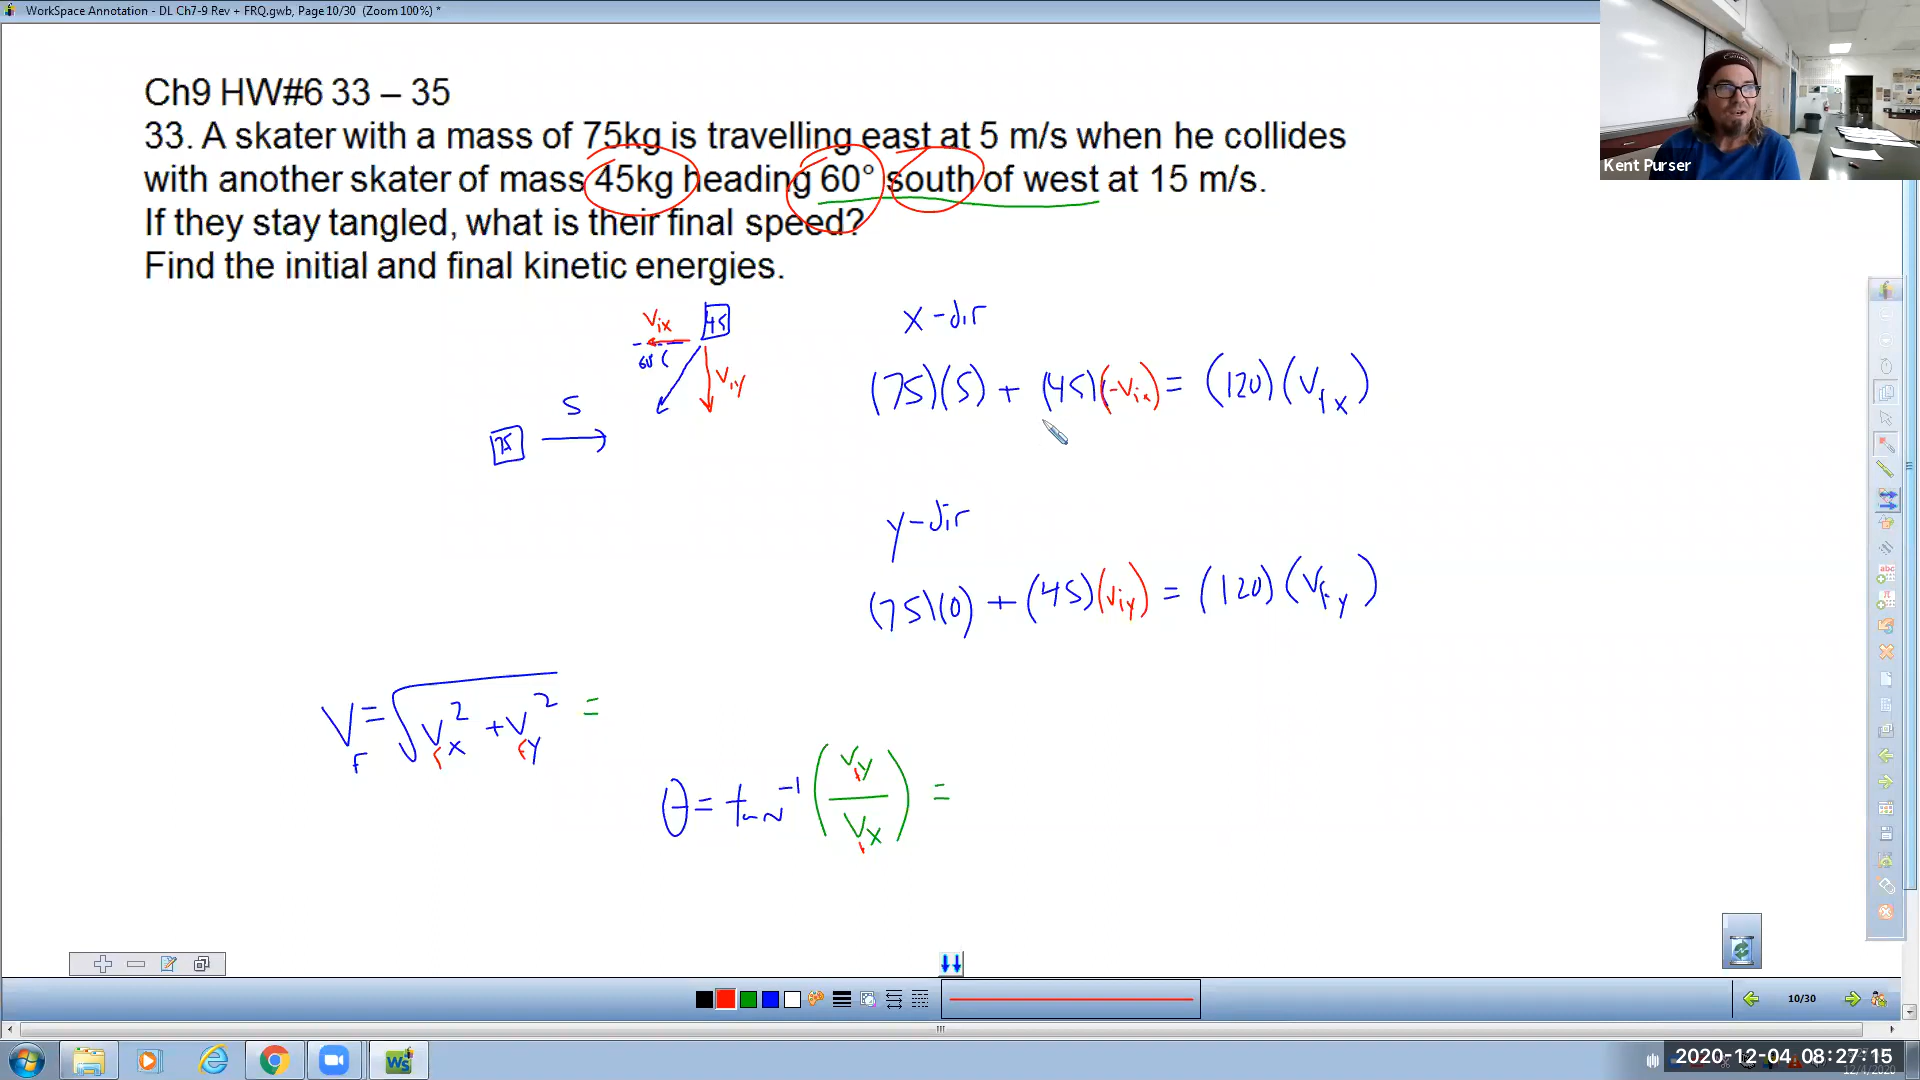 WorkSpace Annotation - DL Ch7-9 Rev + FRQ.gwb, Page 10/30 (Zoom 100%) *
Kent Purser
Ch9 HW#6 33 – 35
33. A skater with a mass of 75kg is travelling east at 5 m/s when he collides
with another skater of mass 45kg heading 60° south of west at 15 m/s.
If they stay tangled, what is their final speed?
Find the initial and final kinetic energies.
Vix 45
60°
Viy
5
75
x-dir
(75)(5) + (45)(-Vix) = (120)(Vfx)
y-dir
(75)(0) + (45)(Viy) = (120)(Vfy)
VF = √Vfx² + Vfy² =
θ = tan⁻¹ (Vfy / Vfx) =
abc
π
10/30
Ws
2020-12-04 08:27:15
12/4/2020